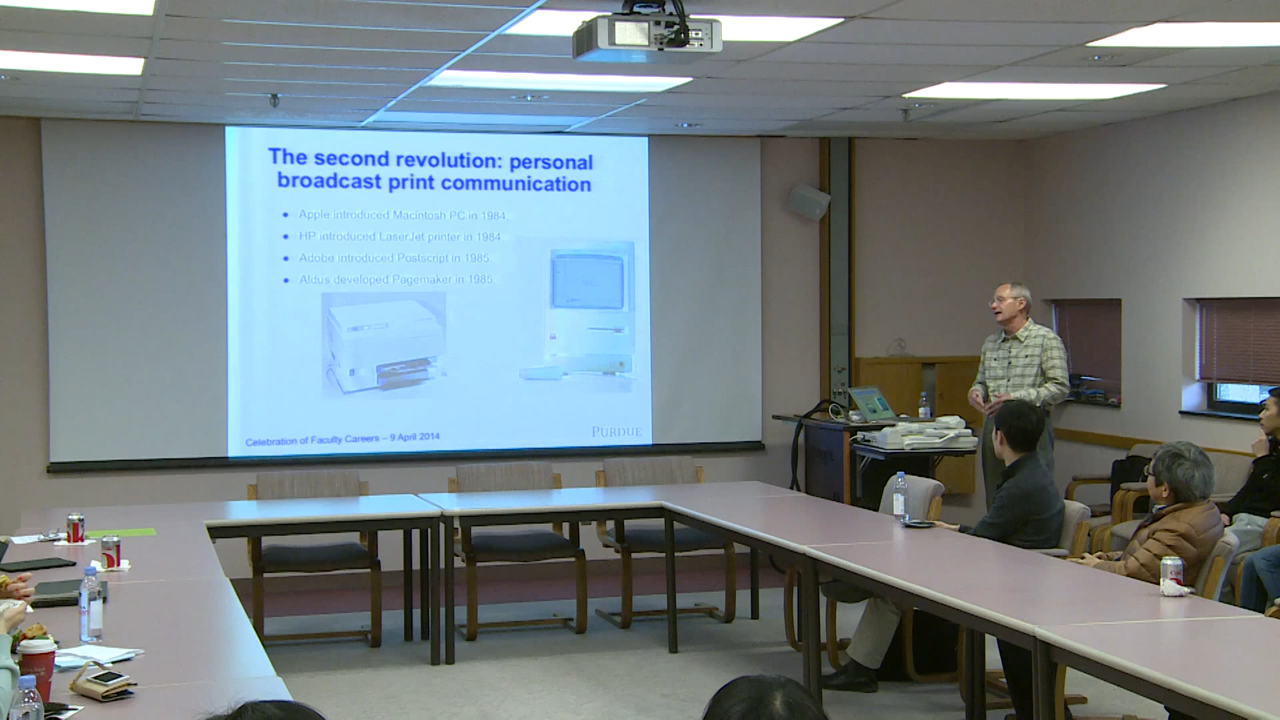 The second revolution: personal
broadcast print communication
Apple introduced Macintosh PC in 1984.
HP introduced LaserJet printer in 1984.
Adobe introduced Postscript in 1985.
Aldus developed Pagemaker in 1985.
Celebration of Faculty Careers – 9 April 2014
PURDUE